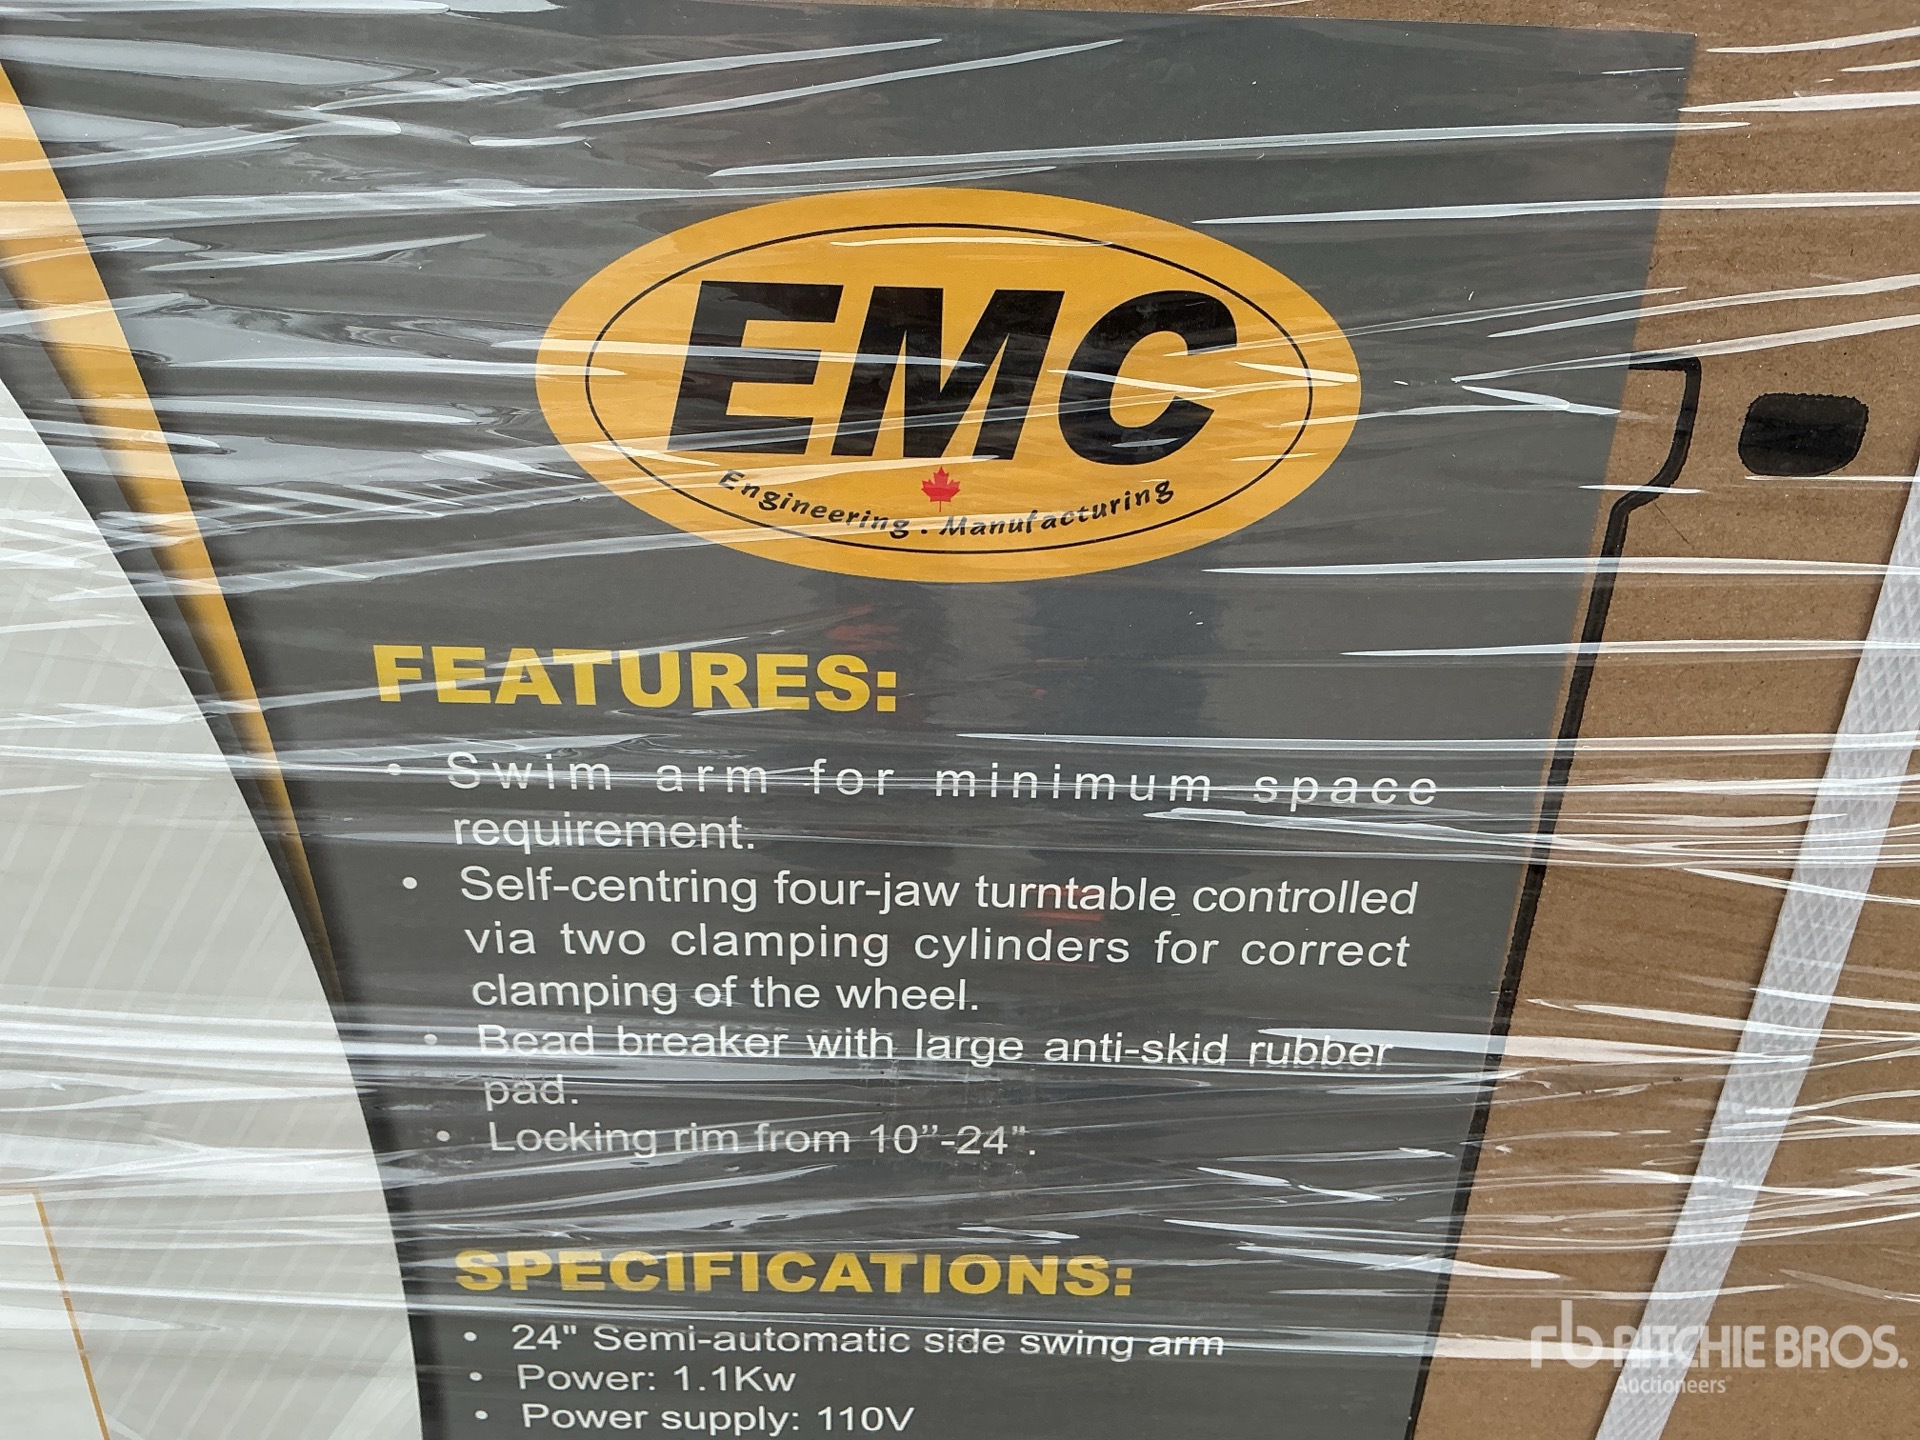 EMC
Engineering . Manufacturing
FEATURES:
• Swim arm for minimum space
requirement.
• Self-centring four-jaw turntable controlled
via two clamping cylinders for correct
clamping of the wheel.
• Bead breaker with large anti-skid rubber
pad.
• Locking rim from 10”-24".
SPECIFICATIONS:
• 24" Semi-automatic side swing arm
• Power: 1.1Kw
• Power supply: 110V
rb RITCHIE BROS.
Auctioneers